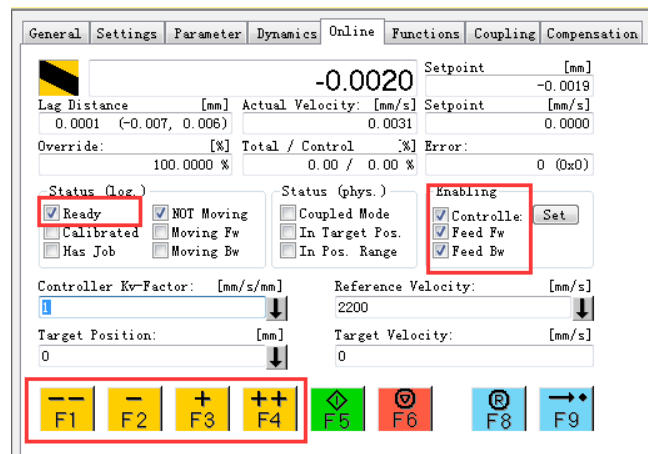 General Settings Parameter Dynamics Online Functions Coupling Compensation
-0.0020
Setpoint [mm]
-0.0019
Lag Distance [mm] Actual Velocity: [mm/s] Setpoint [mm/s]
0.0001 (-0.007, 0.006) 0.0031 0.0000
Override: [%] Total / Control [%] Error:
100.0000 % 0.00 / 0.00 % 0 (0x0)
Status (log.) Status (phys.) Enabling
Ready NOT Moving Coupled Mode Controlle: Set
Calibrated Moving Fw In Target Pos. Feed Fw
Has Job Moving Bw In Pos. Range Feed Bw
Controller Kv-Factor: [mm/s/mm] Reference Velocity: [mm/s]
1 2200
Target Position: [mm] Target Velocity: [mm/s]
0 0
-- - + ++ R
F1 F2 F3 F4 F5 F6 F8 F9